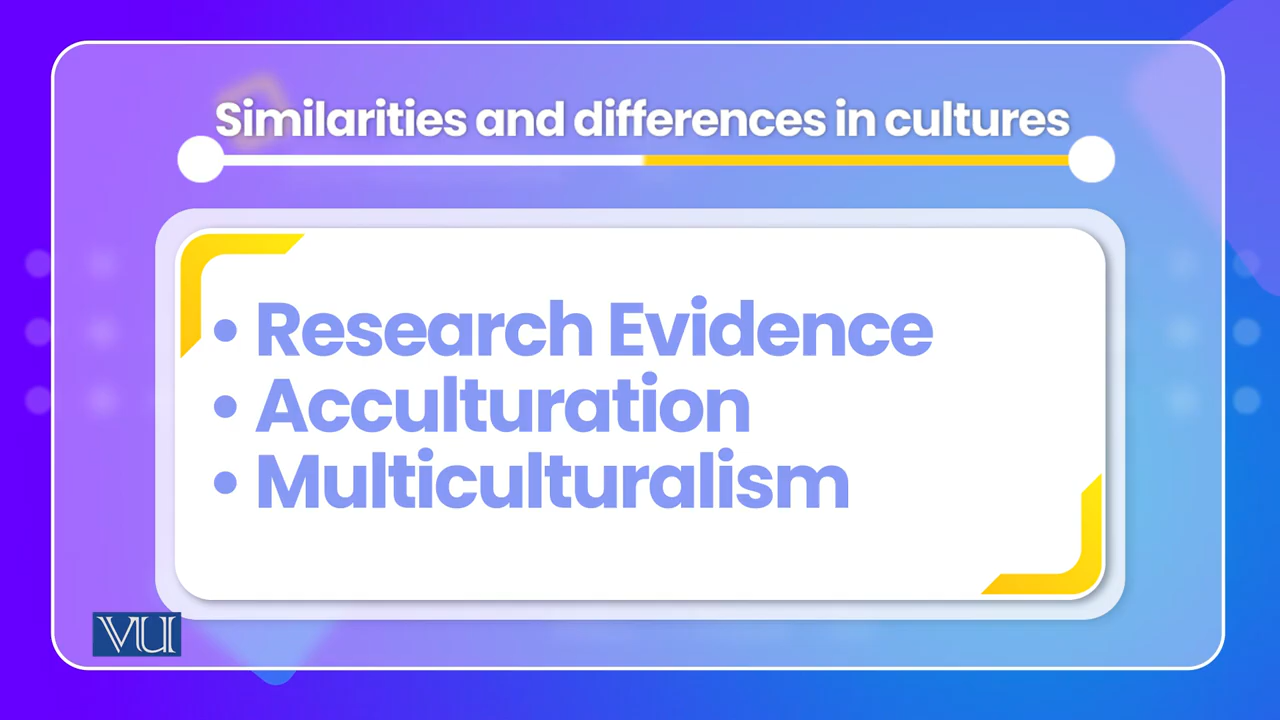 Similarities and differences in cultures
• Research Evidence
• Acculturation
• Multiculturalism
VU